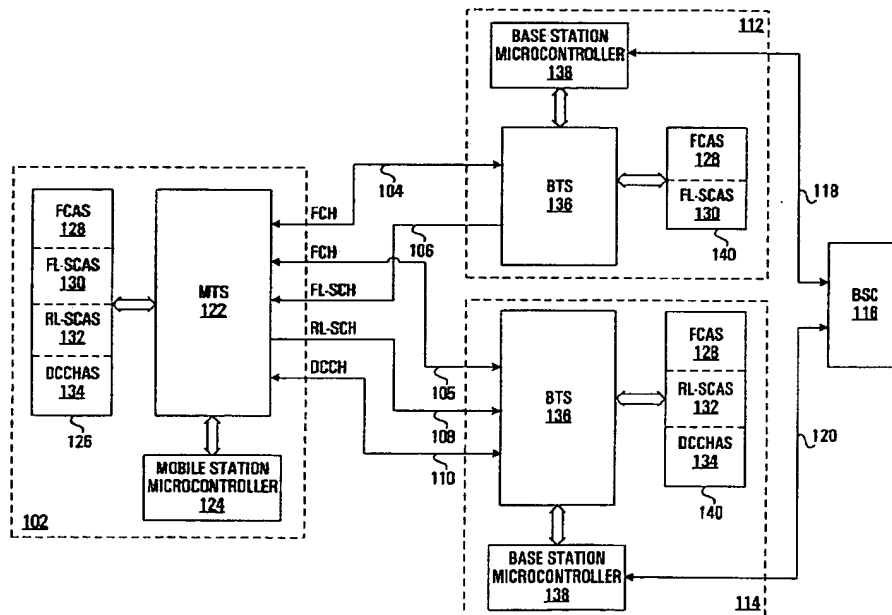 112
BASE STATION
MICROCONTROLLER
138
BTS
136
FCAS
128
FL-SCAS
130
140
104
106
118
BSC
116
FCAS
128
FL-SCAS
130
RL-SCAS
132
DCCHAS
134
126
MTS
122
FCH
FCH
FL-SCH
RL-SCH
DCCH
MOBILE STATION
MICROCONTROLLER
124
102
105
108
110
BTS
136
FCAS
128
RL-SCAS
132
DCCHAS
134
140
120
BASE STATION
MICROCONTROLLER
138
114